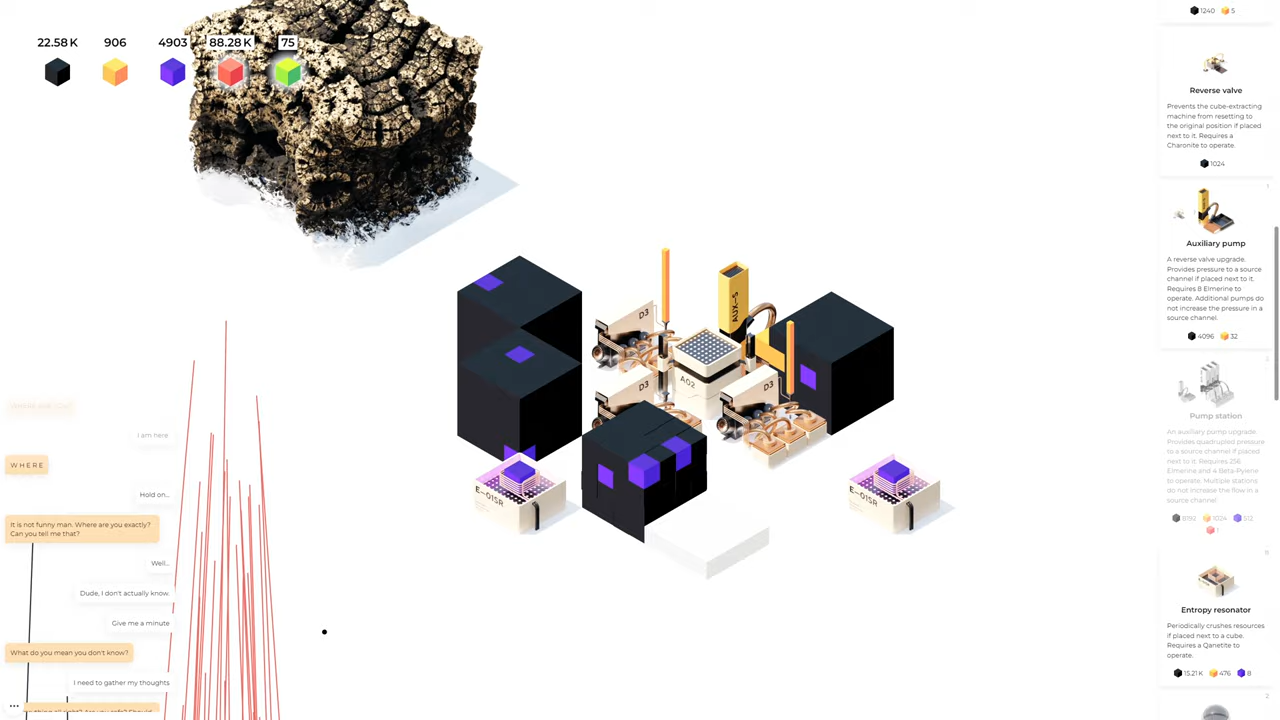 22.58 K
906
4903
88.28 K
75
I am here
W H E R E
Hold on...
It is not funny man. Where are you exactly?
Can you tell me that?
Well...
Dude, I don't actually know.
Give me a minute
What do you mean you don't know?
I need to gather my thoughts
D3
AUX-5
A02
D3
D3
E-01SR
E-01SR
1240
5
Reverse valve
Prevents the cube-extracting
machine from resetting to
the original position if placed
next to it. Requires a
Charonite to operate.
1024
1
Auxiliary pump
A reverse valve upgrade.
Provides pressure to a source
channel if placed next to it.
Requires 8 Elmerine to
operate. Additional pumps do
not increase the pressure in a
source channel.
4096
32
Pump station
An auxiliary pump upgrade.
Provides quadrupled pressure
to a source channel if placed
next to it. Requires 256
Elmerine and 4 Beta-Pylene
to operate. Multiple stations
do not increase the flow in a
source channel.
8192
1024
512
1
Entropy resonator
Periodically crushes resources
if placed next to a cube.
Requires a Qanetite to
operate.
15.21 K
476
8
2